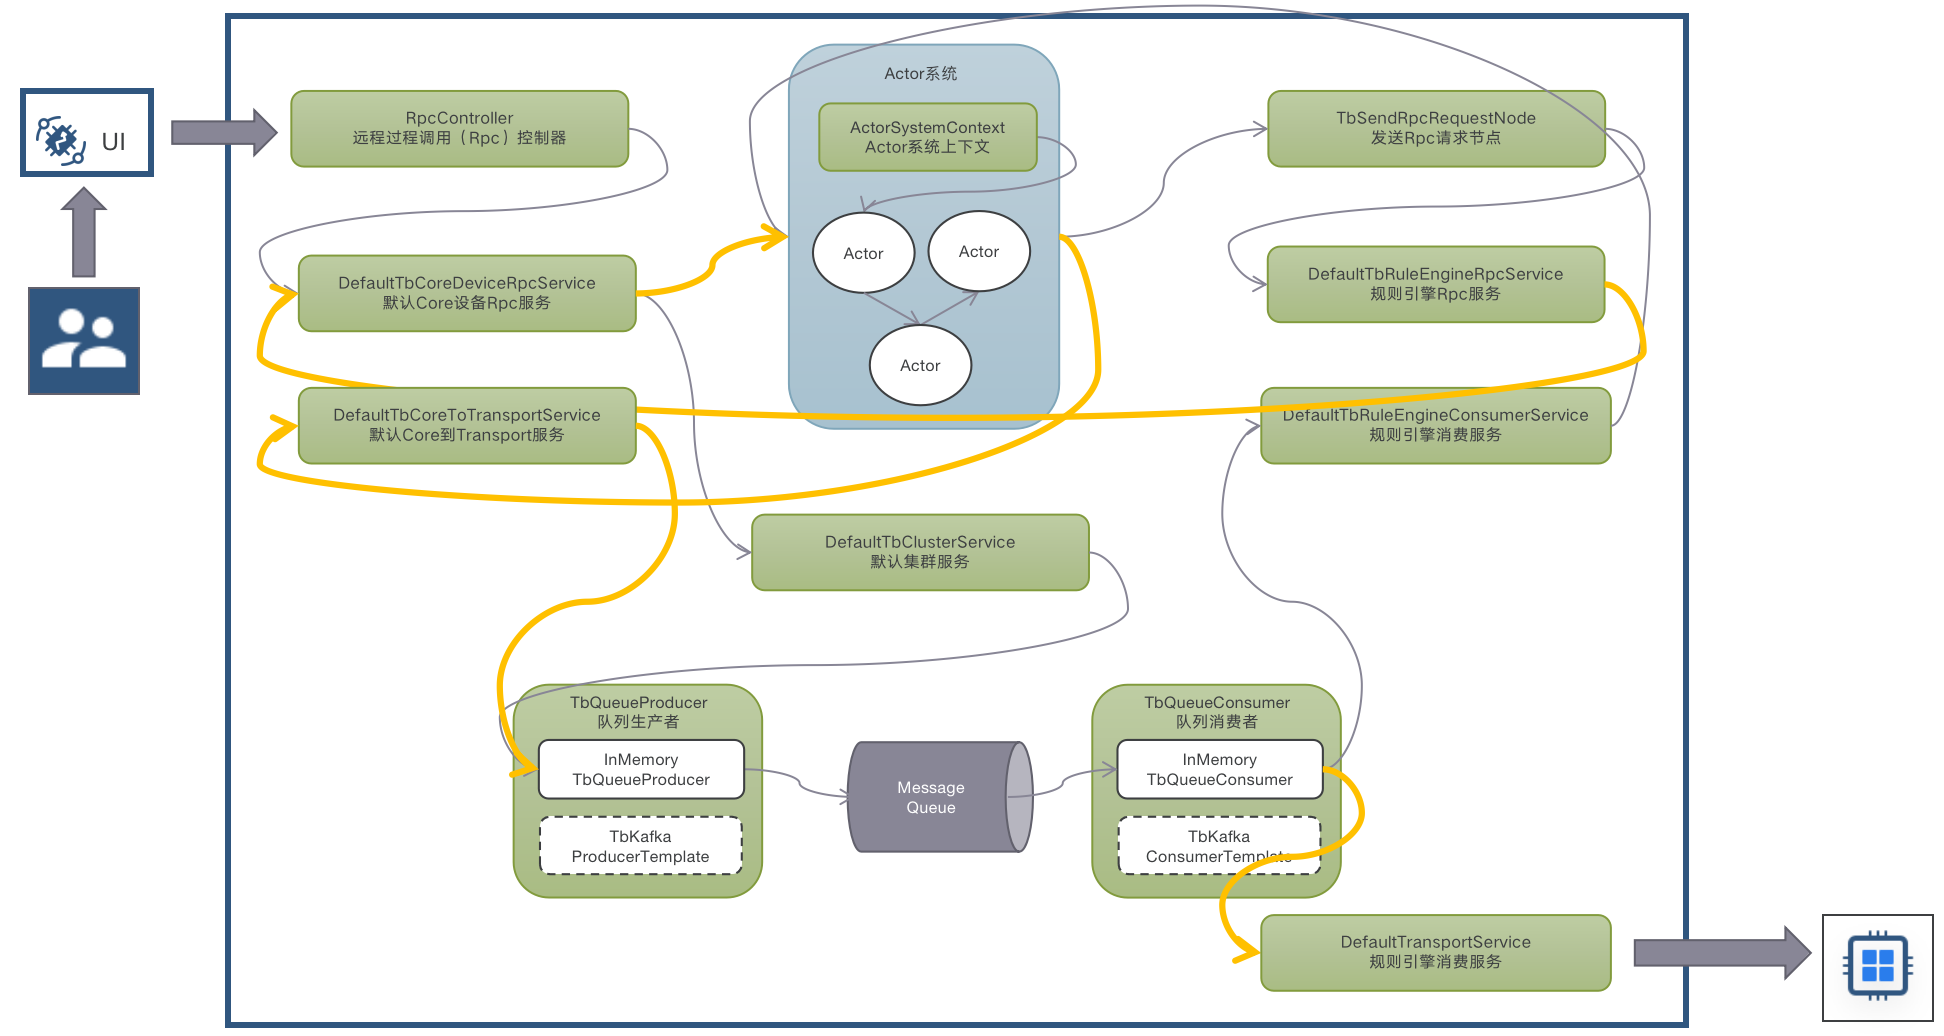 UI
RpcController
远程过程调用（Rpc）控制器
DefaultTbCoreDeviceRpcService
默认Core设备Rpc服务
DefaultTbCoreToTransportService
默认Core到Transport服务
Actor系统
ActorSystemContext
Actor系统上下文
Actor
Actor
Actor
TbSendRpcRequestNode
发送Rpc请求节点
DefaultTbRuleEngineRpcService
规则引擎Rpc服务
DefaultTbRuleEngineConsumerService
规则引擎消费服务
DefaultTbClusterService
默认集群服务
TbQueueProducer
队列生产者
InMemory
TbQueueProducer
TbKafka
ProducerTemplate
Message
Queue
TbQueueConsumer
队列消费者
InMemory
TbQueueConsumer
TbKafka
ConsumerTemplate
DefaultTransportService
规则引擎消费服务